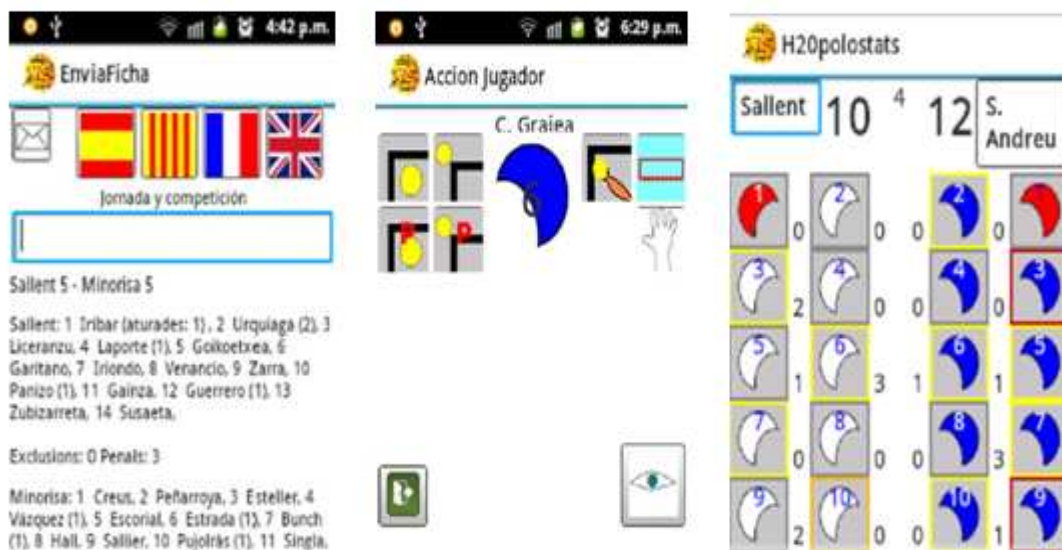 4:42 p.m.
EnviaFicha
Jornada y competición
Sallent 5 - Minorisa 5
Sallent: 1 Iribar (aturades: 1) , 2 Urquiaga (2), 3
Liceranzu, 4 Laporte (1), 5 Goikoetxea, 6
Garitano, 7 Iriondo, 8 Venancio, 9 Zarra, 10
Panizo (1), 11 Gainza, 12 Guerrero (1), 13
Zubizarreta, 14 Susaeta,
Exclusions: 0 Penals: 3
Minorisa: 1 Creus, 2 Peñarroya, 3 Esteller, 4
Vázquez (1), 5 Escorial, 6 Estrada (1), 7 Bunch
(1), 8 Hall, 9 Sallier, 10 Pujolrás (1), 11 Singla,
6:29 p.m.
Accion Jugador
C. Graiea
6
P P
H20polostats
Sallent 10 4 12 S.
Andreu
1 2 2
0 0 0 0
3 4 4 3
2 0 0 0
5 6 6 5
1 3 1 1
7 8 8 7
0 0 0 3
9 10 10 9
2 0 0 1